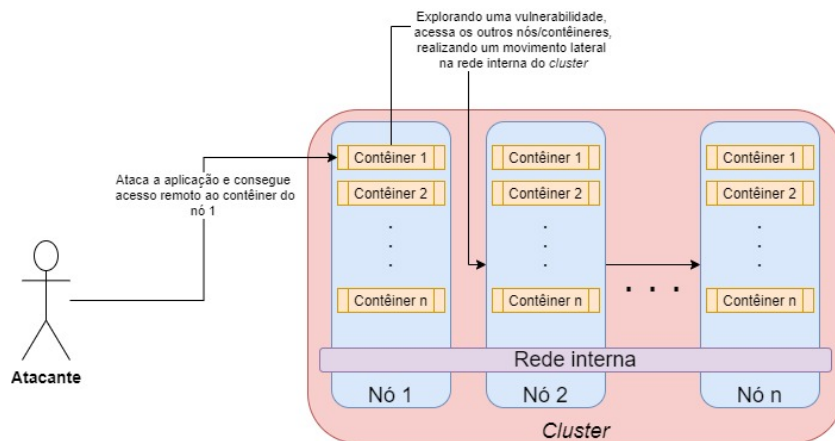 Explorando uma vulnerabilidade,
acessa os outros nós/contêineres,
realizando um movimento lateral
na rede interna do cluster
Ataca a aplicação e consegue
acesso remoto ao contêiner do
nó 1
Atacante
Contêiner 1
Contêiner 2
.
.
.
Contêiner n
Contêiner 1
Contêiner 2
.
.
.
Contêiner n
. . .
Contêiner 1
Contêiner 2
.
.
.
Contêiner n
Rede interna
Nó 1
Nó 2
Nó n
Cluster